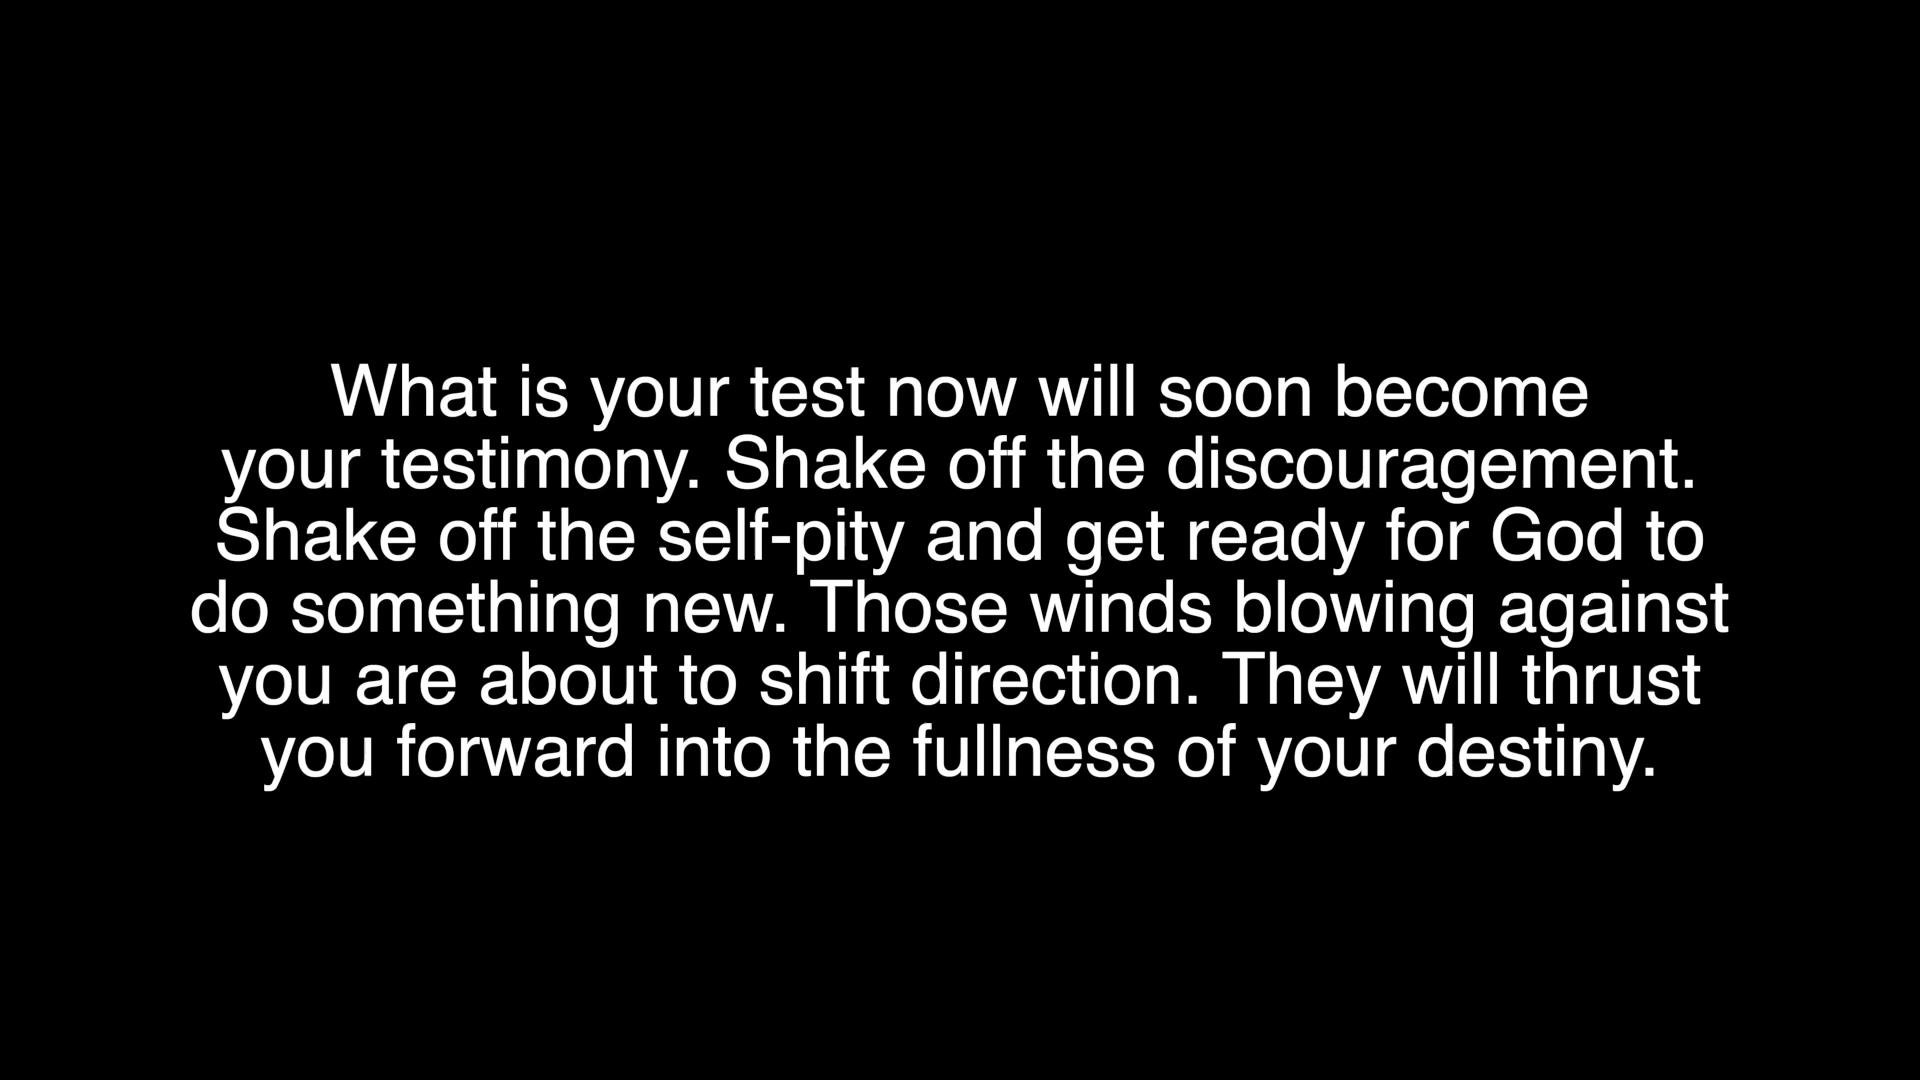 What is your test now will soon become
your testimony. Shake off the discouragement.
Shake off the self-pity and get ready for God to
do something new. Those winds blowing against
you are about to shift direction. They will thrust
you forward into the fullness of your destiny.